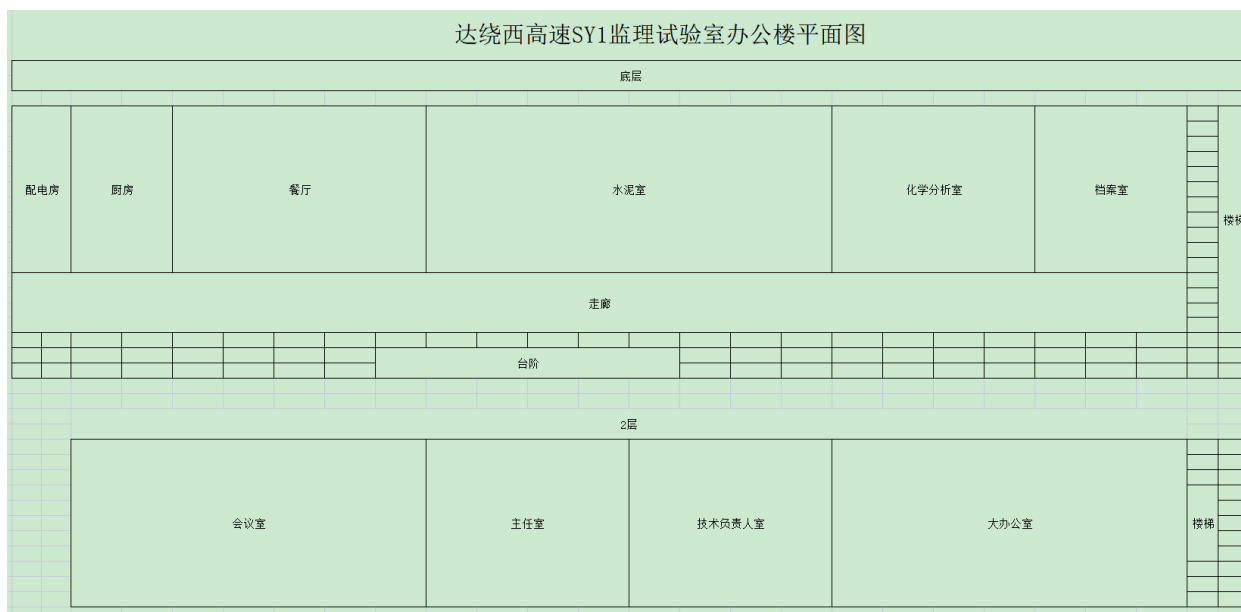 达绕西高速SY1监理试验室办公楼平面图
底层
配电房
厨房
餐厅
水泥室
化学分析室
档案室
楼梯
走廊
台阶
2层
会议室
主任室
技术负责人室
大办公室
楼梯